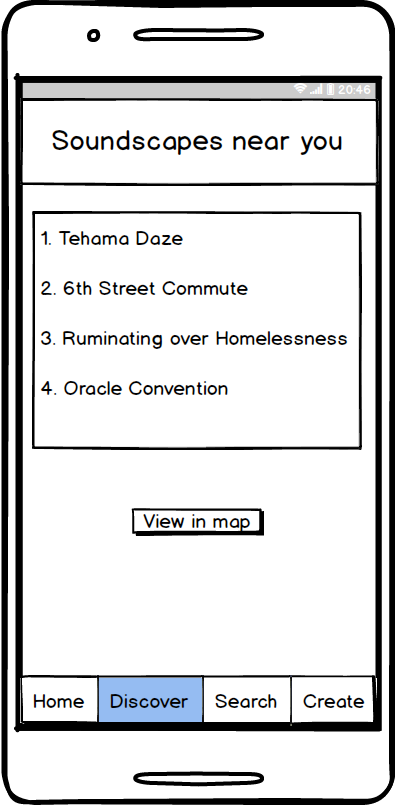 20:46
Soundscapes near you
1. Tehama Daze
2. 6th Street Commute
3. Ruminating over Homelessness
4. Oracle Convention
View in map
Home Discover Search Create